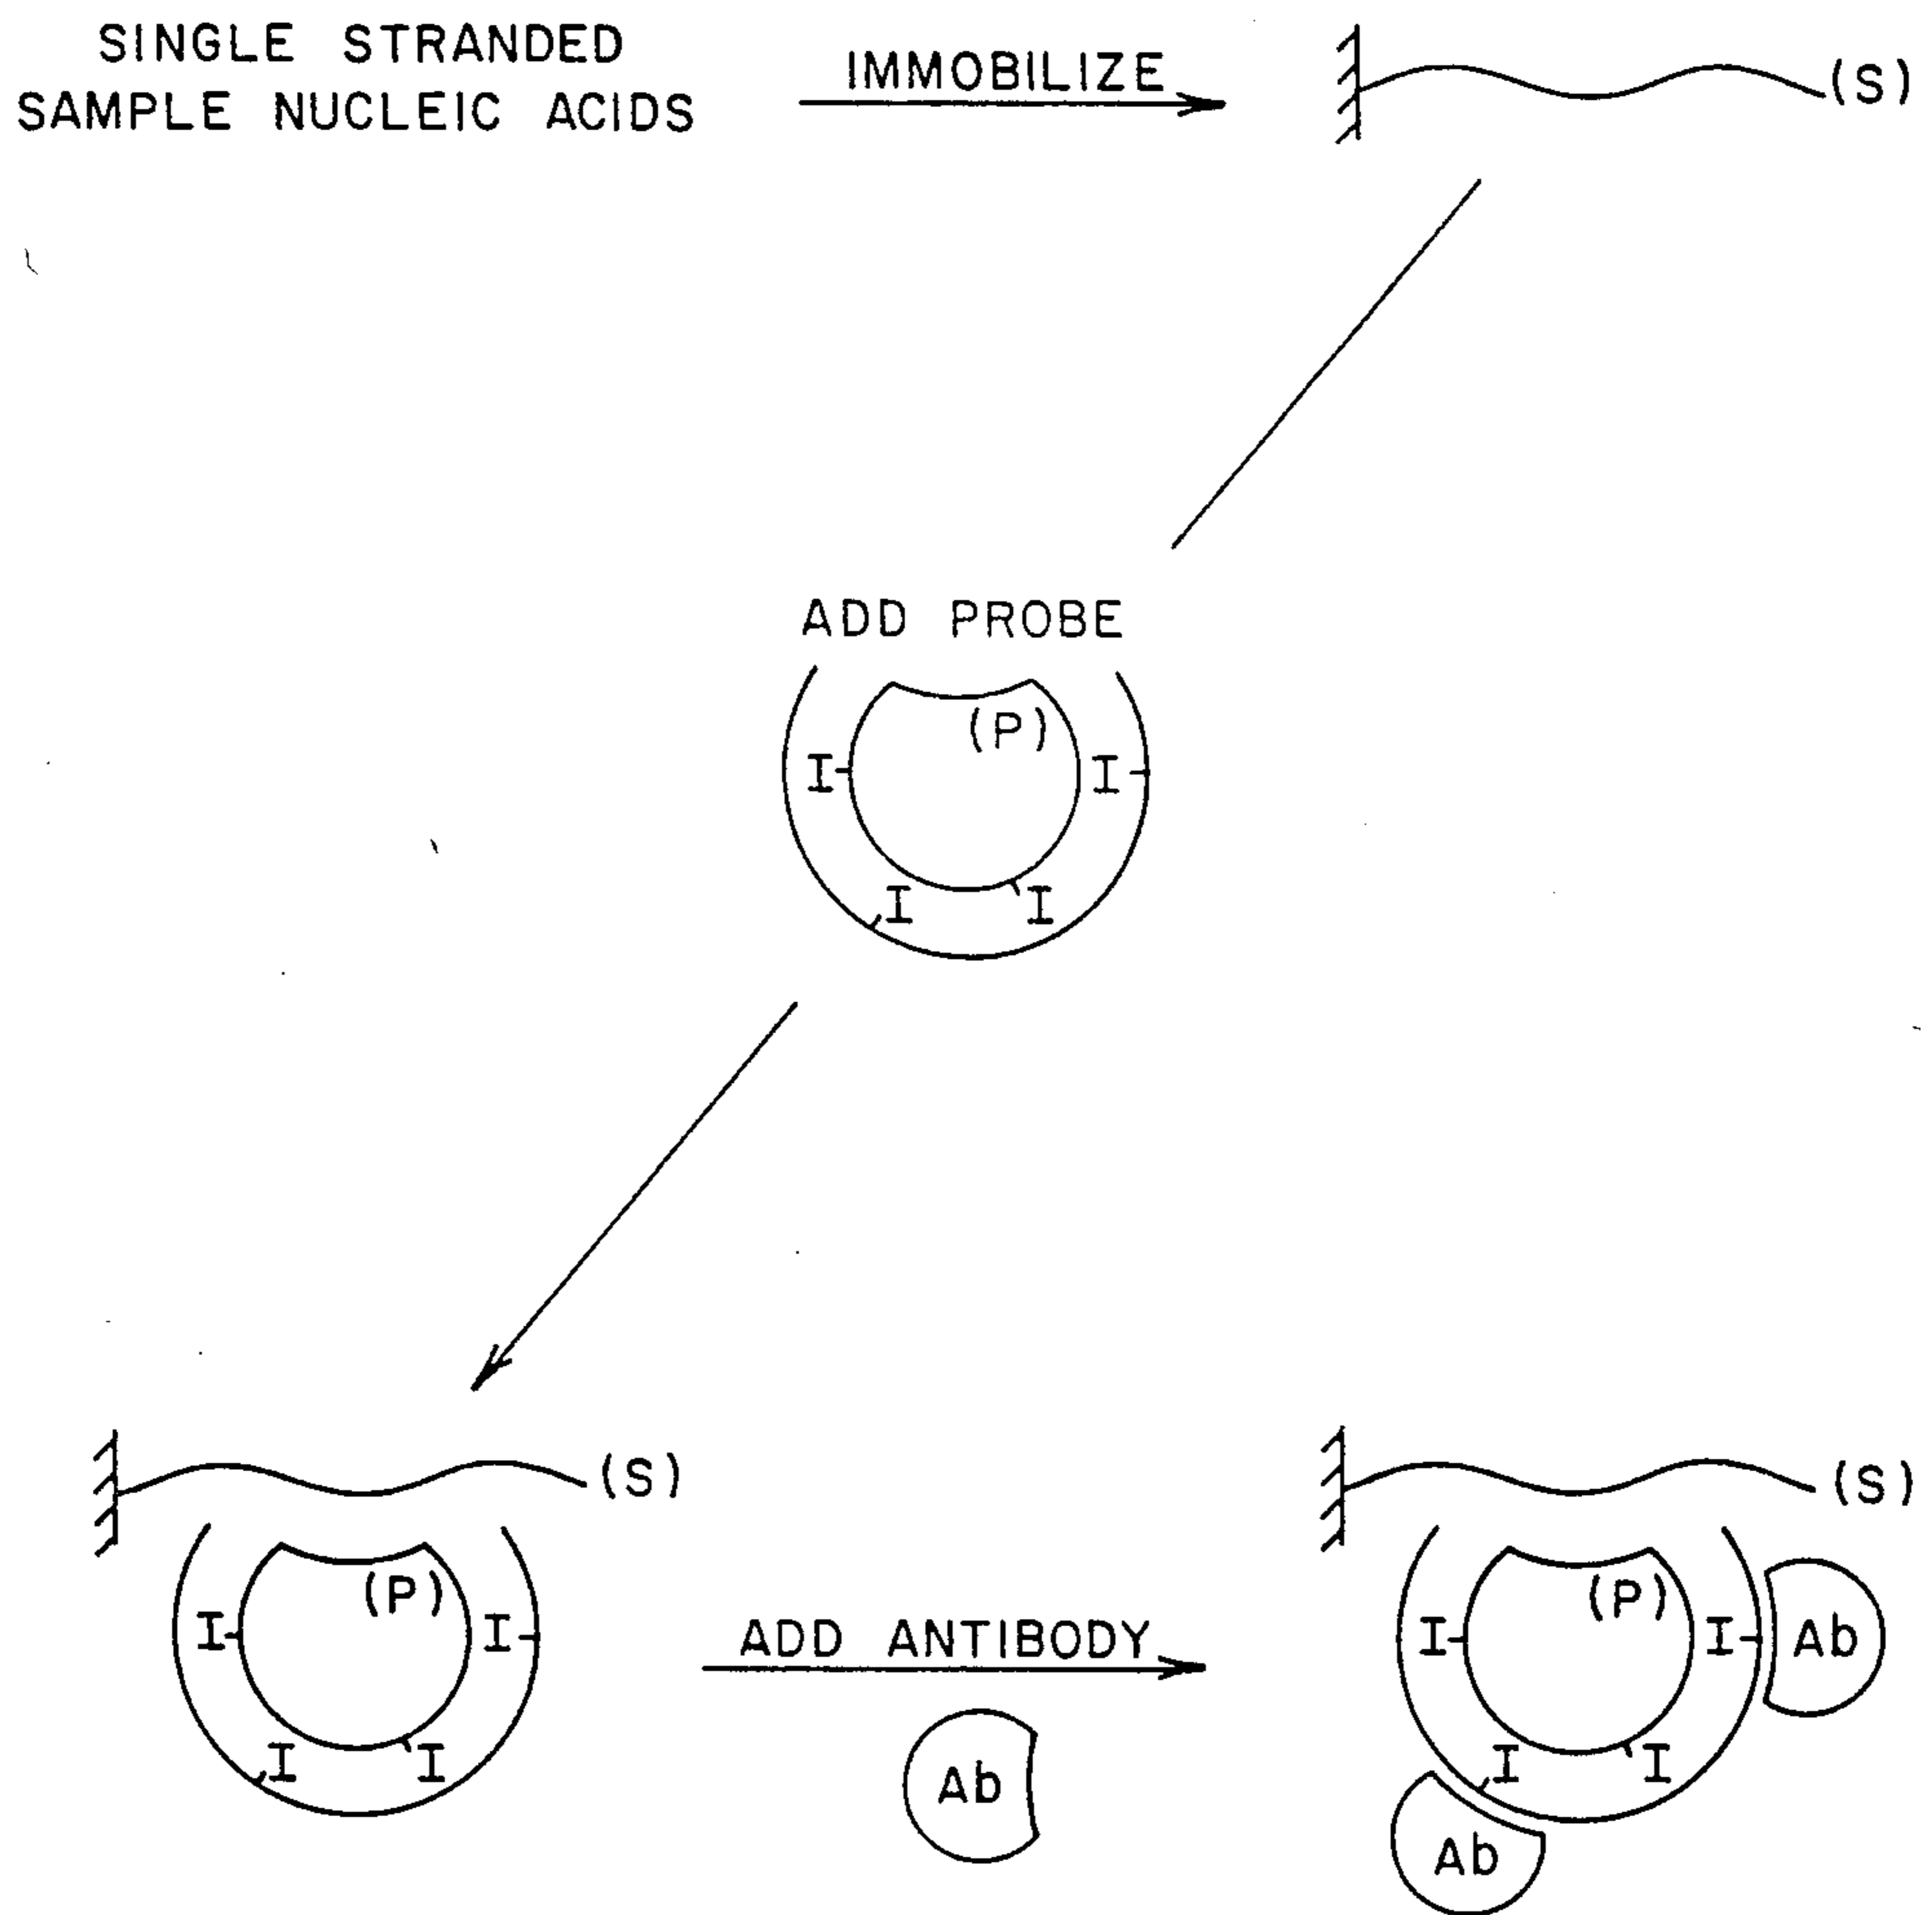 SINGLE STRANDED
SAMPLE NUCLEIC ACIDS
IMMOBILIZE
(S)
ADD PROBE
(P)
I I
I I
(S)
(P)
I I
I I
ADD ANTIBODY
Ab
(S)
(P)
I I Ab
I I
Ab